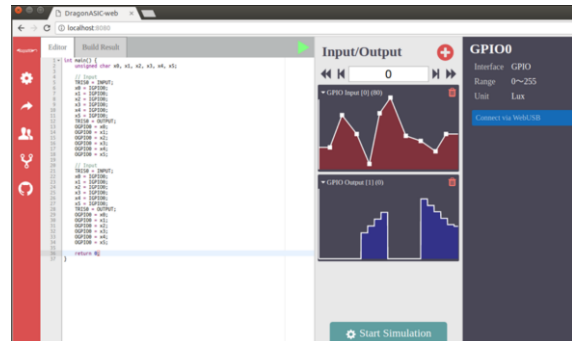 DragonASIC-web
localhost:8080
Editor
Build Result
int main() {
unsigned char x0, x1, x2, x3, x4, x5;
// Input
TRIS0 = INPUT;
x0 = IGPIO0;
x1 = IGPIO0;
x2 = IGPIO0;
x3 = IGPIO0;
x4 = IGPIO0;
x5 = IGPIO0;
TRIS0 = OUTPUT;
OGPIO0 = x0;
OGPIO0 = x1;
OGPIO0 = x2;
OGPIO0 = x3;
OGPIO0 = x4;
OGPIO0 = x5;
// Input
TRIS0 = INPUT;
x0 = IGPIO0;
x1 = IGPIO0;
x2 = IGPIO0;
x3 = IGPIO0;
x4 = IGPIO0;
x5 = IGPIO0;
TRIS0 = OUTPUT;
OGPIO0 = x0;
OGPIO0 = x1;
OGPIO0 = x2;
OGPIO0 = x3;
OGPIO0 = x4;
OGPIO0 = x5;
return 0;
}
Input/Output
0
GPIO Input [0] (80)
GPIO Output [1] (0)
Start Simulation
GPIO0
Interface GPIO
Range 0〜255
Unit Lux
Connect via WebUSB